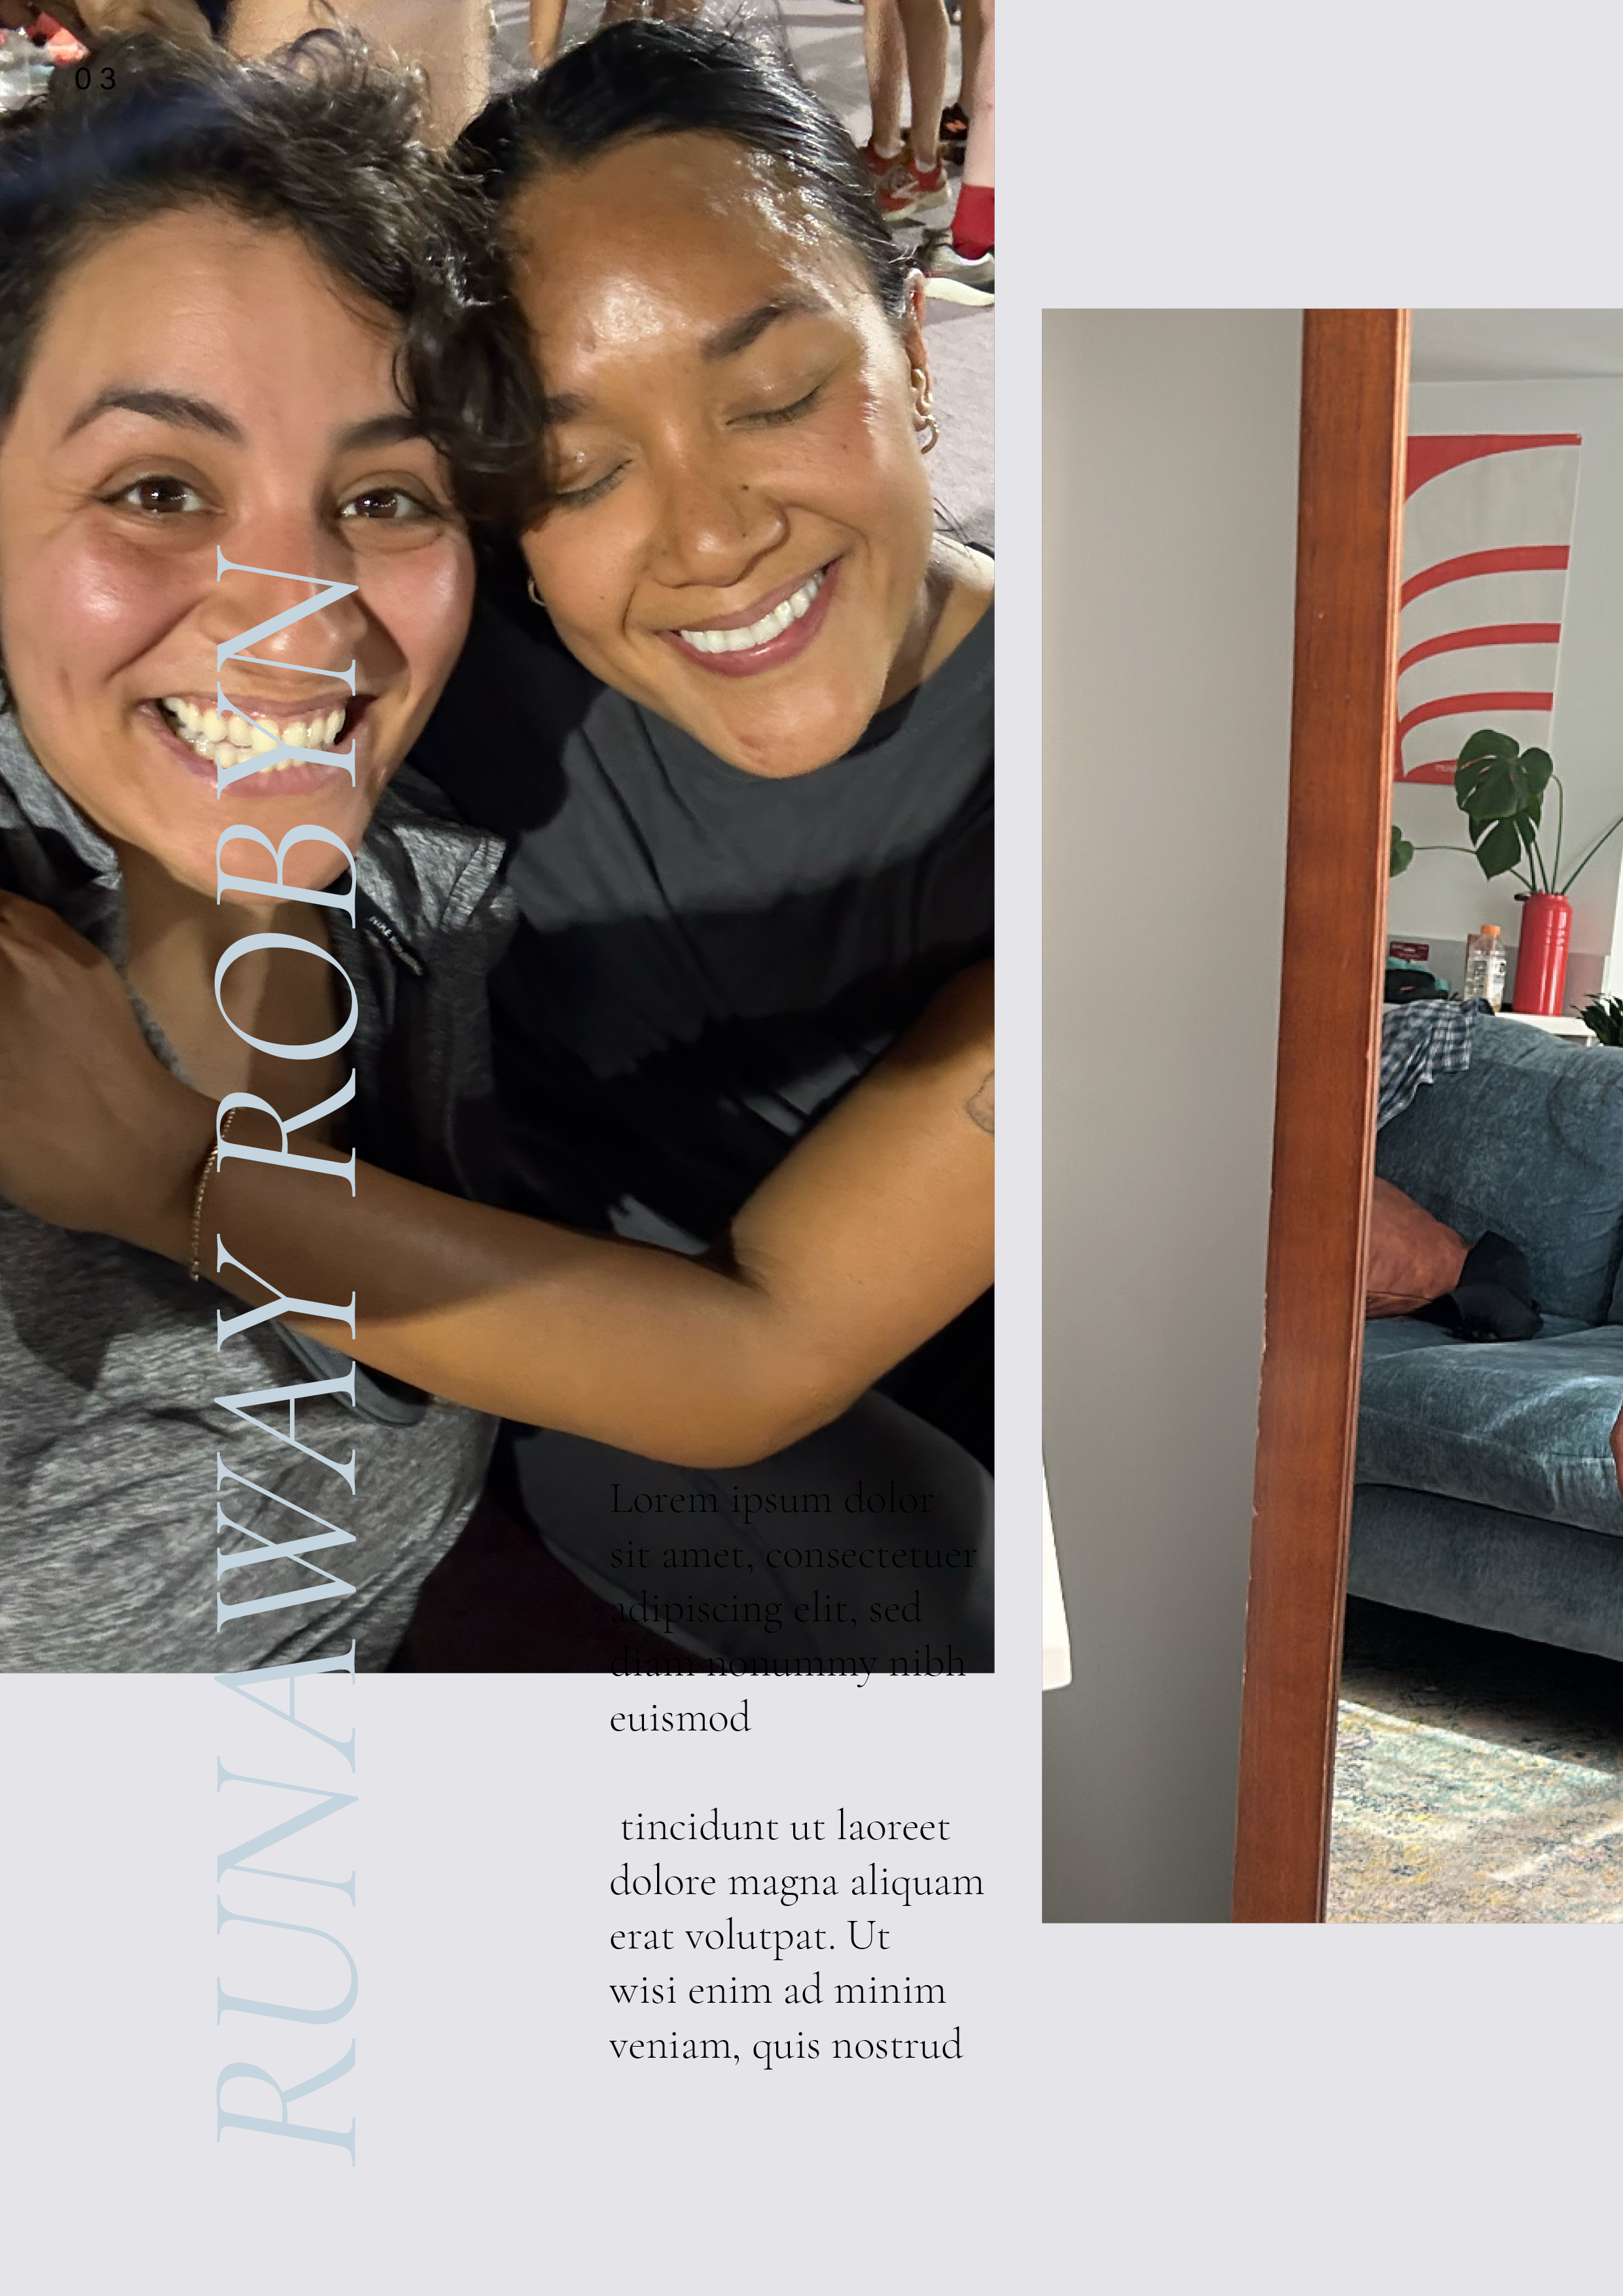 03
RUNAWAY ROBYN
Lorem ipsum dolor
sit amet, consectetuer
adipiscing elit, sed
diam nonummy nibh
euismod
tincidunt ut laoreet
dolore magna aliquam
erat volutpat. Ut
wisi enim ad minim
veniam, quis nostrud